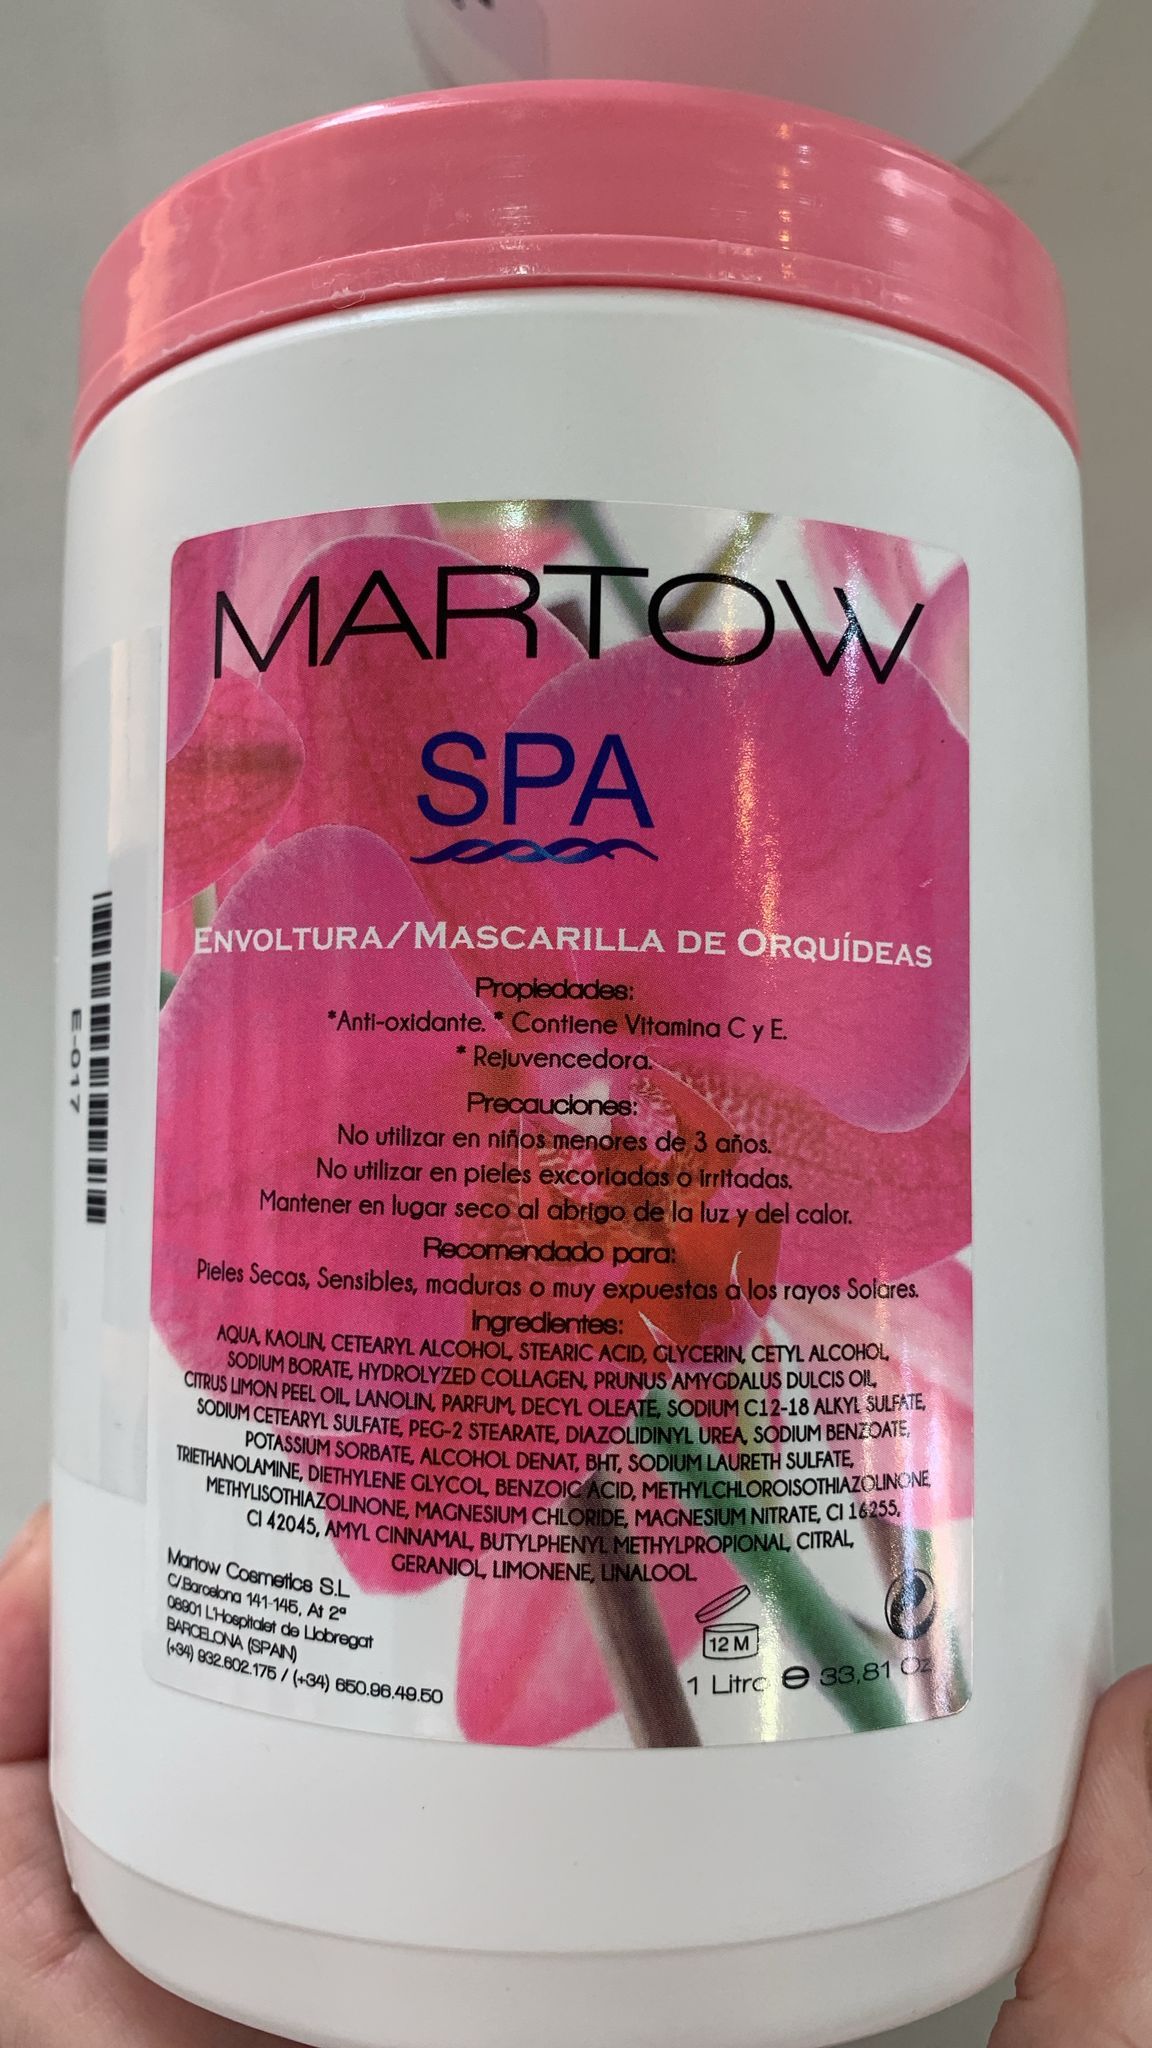 MARTOW
SPA
ENVOLTURA/MASCARILLA DE ORQUÍDEAS
Propiedades:
*Anti-oxidante. * Contiene Vitamina C y E.
* Rejuvencedora.
Precauciones:
No utilizar en niños menores de 3 años.
No utilizar en pieles excoriadas o irritadas.
Mantener en lugar seco al abrigo de la luz y del calor.
Recomendado para:
Pieles Secas, Sensibles, maduras o muy expuestas a los rayos Solares.
Ingredientes:
AQUA, KAOLIN, CETEARYL ALCOHOL, STEARIC ACID, GLYCERIN, CETYL ALCOHOL,
SODIUM BORATE, HYDROLYZED COLLAGEN, PRUNUS AMYGDALUS DULCIS OIL,
CITRUS LIMON PEEL OIL, LANOLIN, PARFUM, DECYL OLEATE, SODIUM C12-18 ALKYL SULFATE,
SODIUM CETEARYL SULFATE, PEG-2 STEARATE, DIAZOLIDINYL UREA, SODIUM BENZOATE,
POTASSIUM SORBATE, ALCOHOL DENAT, BHT, SODIUM LAURETH SULFATE,
TRIETHANOLAMINE, DIETHYLENE GLYCOL, BENZOIC ACID, METHYLCHLOROISOTHIAZOLINONE,
METHYLISOTHIAZOLINONE, MAGNESIUM CHLORIDE, MAGNESIUM NITRATE, CI 16255,
CI 42045, AMYL CINNAMAL, BUTYLPHENYL METHYLPROPIONAL, CITRAL,
GERANIOL, LIMONENE, LINALOOL
Martow Cosmetics S.L
C/Barcelona 141-145, At 2ª
08901 L'Hospitalet de Llobregat
BARCELONA (SPAIN)
(+34) 932.602.175 / (+34) 650.96.49.50
12 M
1 Litro e 33,81 Oz
E-017